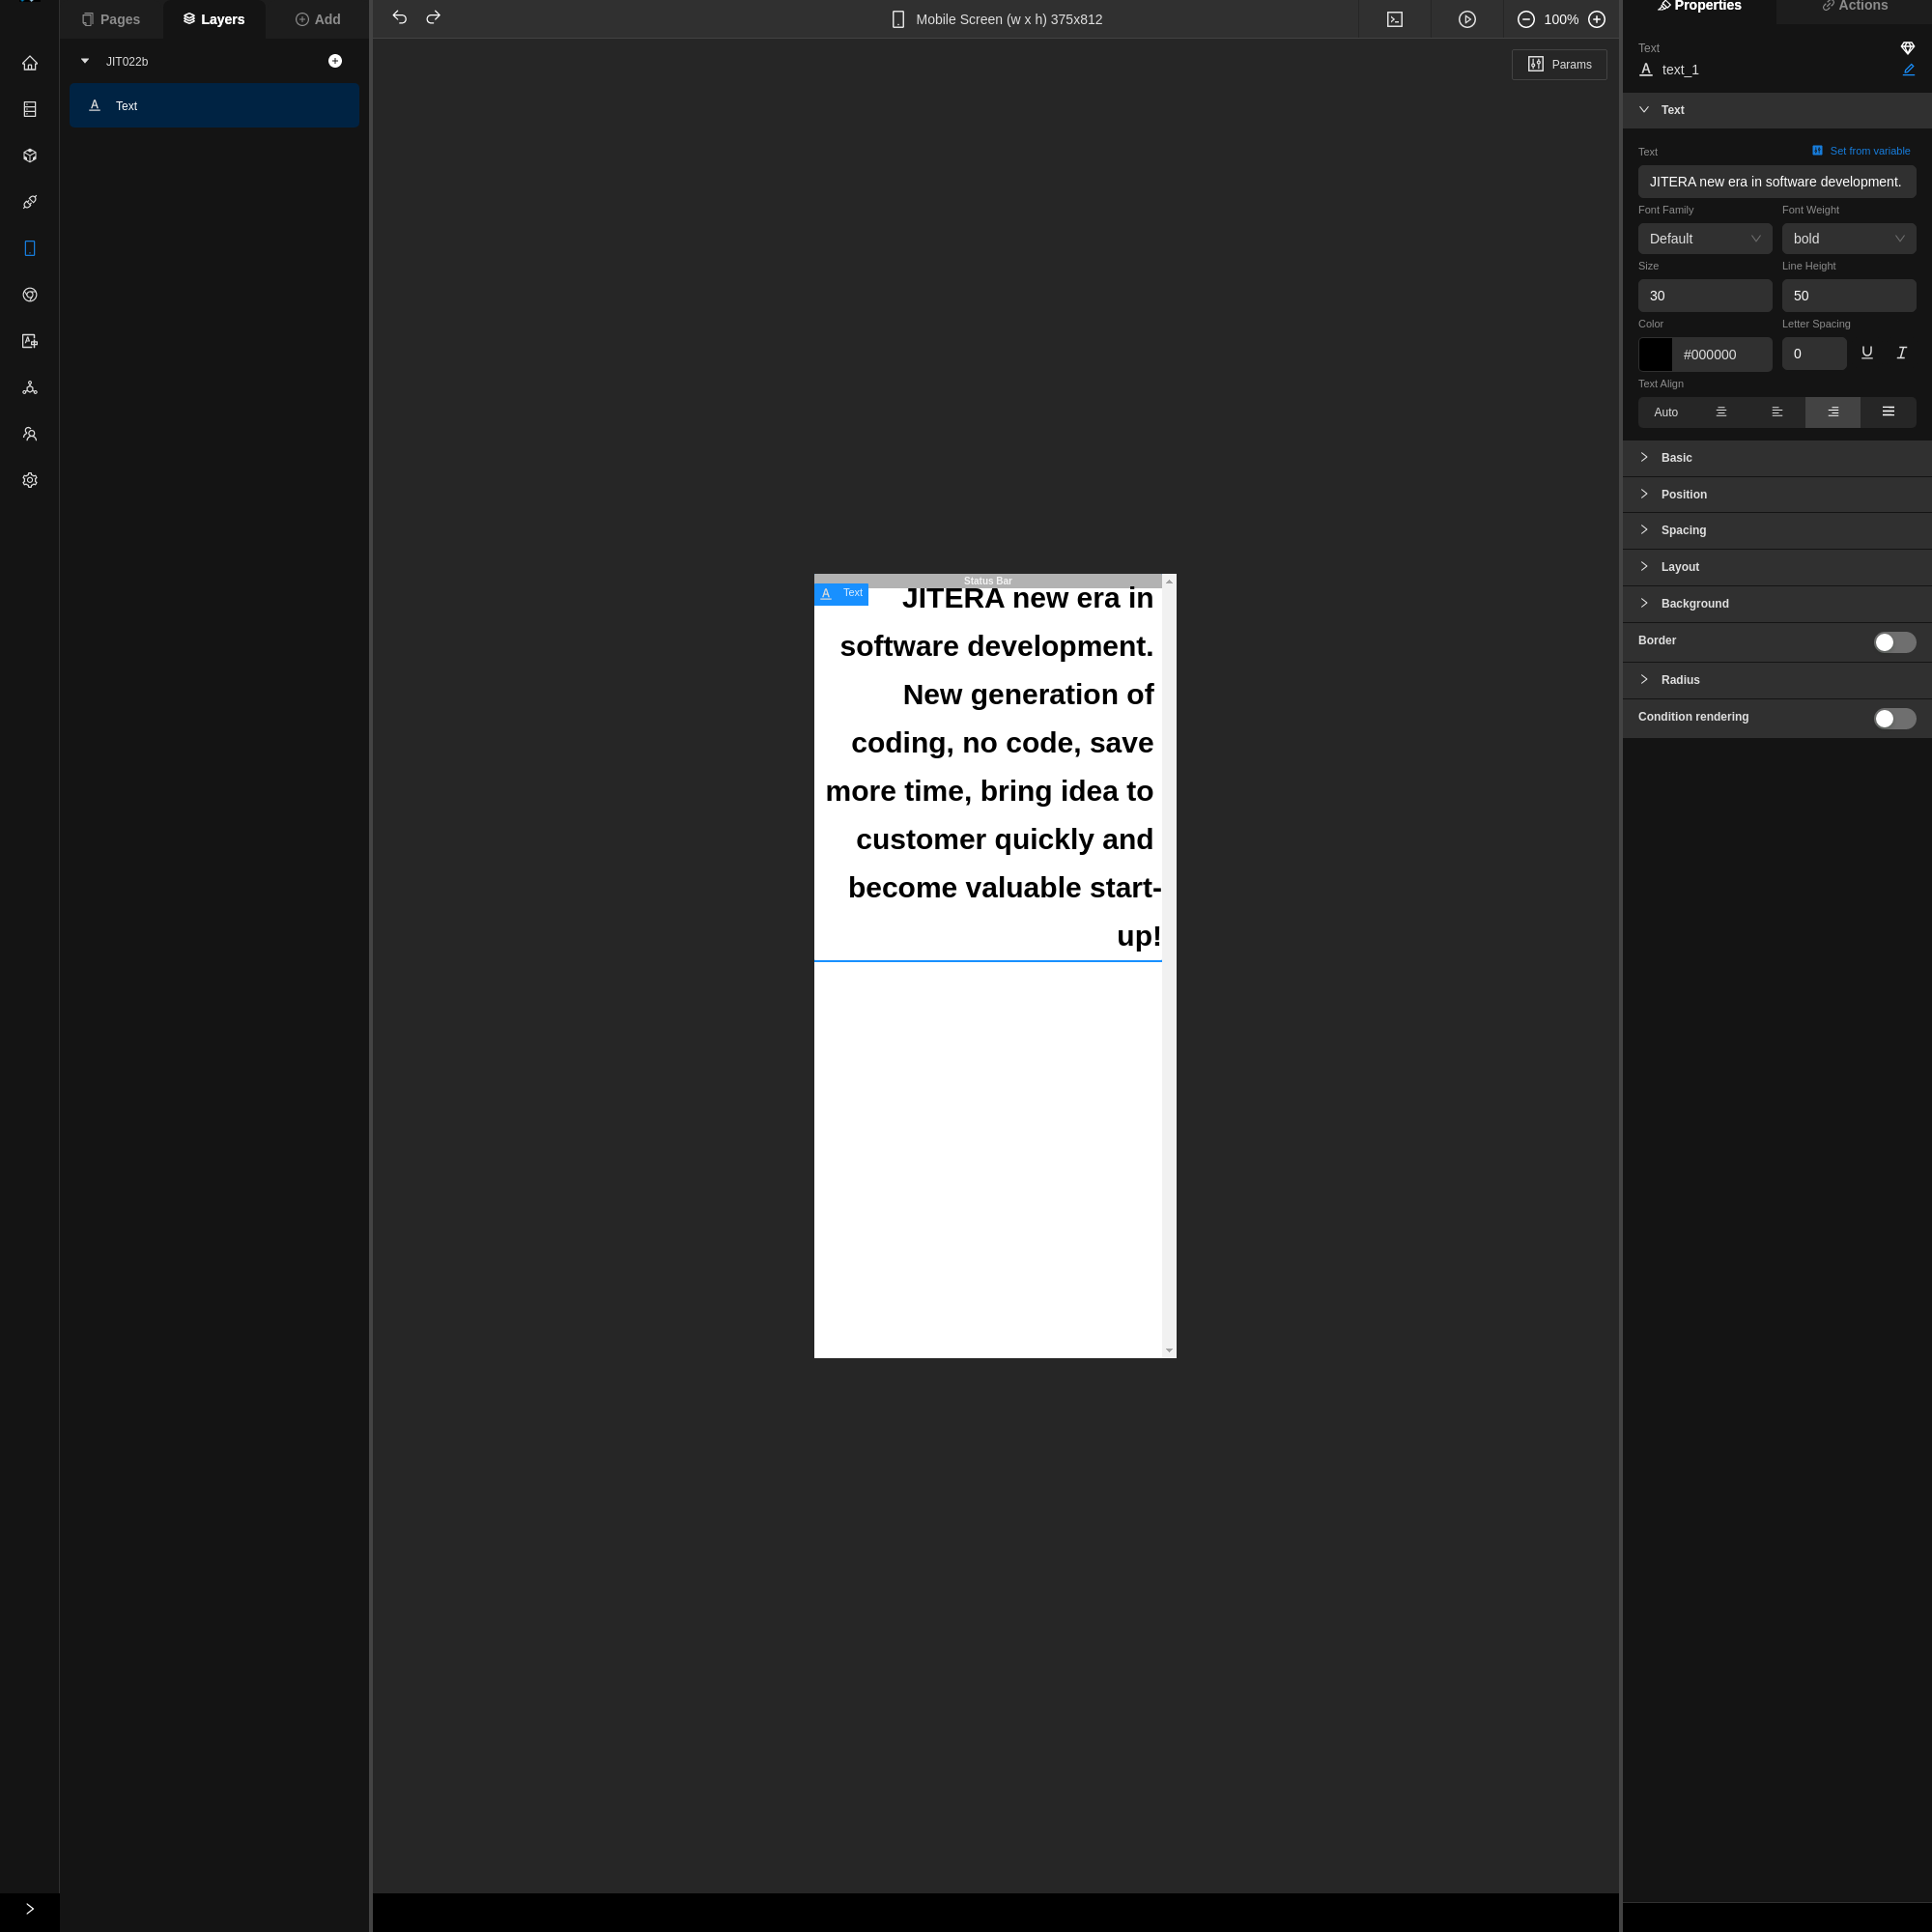 Pages
Layers
Add
Mobile Screen (w x h) 375x812
100%
Properties
Actions
JIT022b
Text
Params
Text
text_1
Text
Text
Set from variable
JITERA new era in software development.
Font Family
Font Weight
Default
bold
Size
Line Height
30
50
Color
Letter Spacing
#000000
0
Text Align
Auto
Basic
Position
Spacing
Layout
Background
Border
Radius
Condition rendering
Status Bar
Text
JITERA new era in
software development.
New generation of
coding, no code, save
more time, bring idea to
customer quickly and
become valuable start-
up!